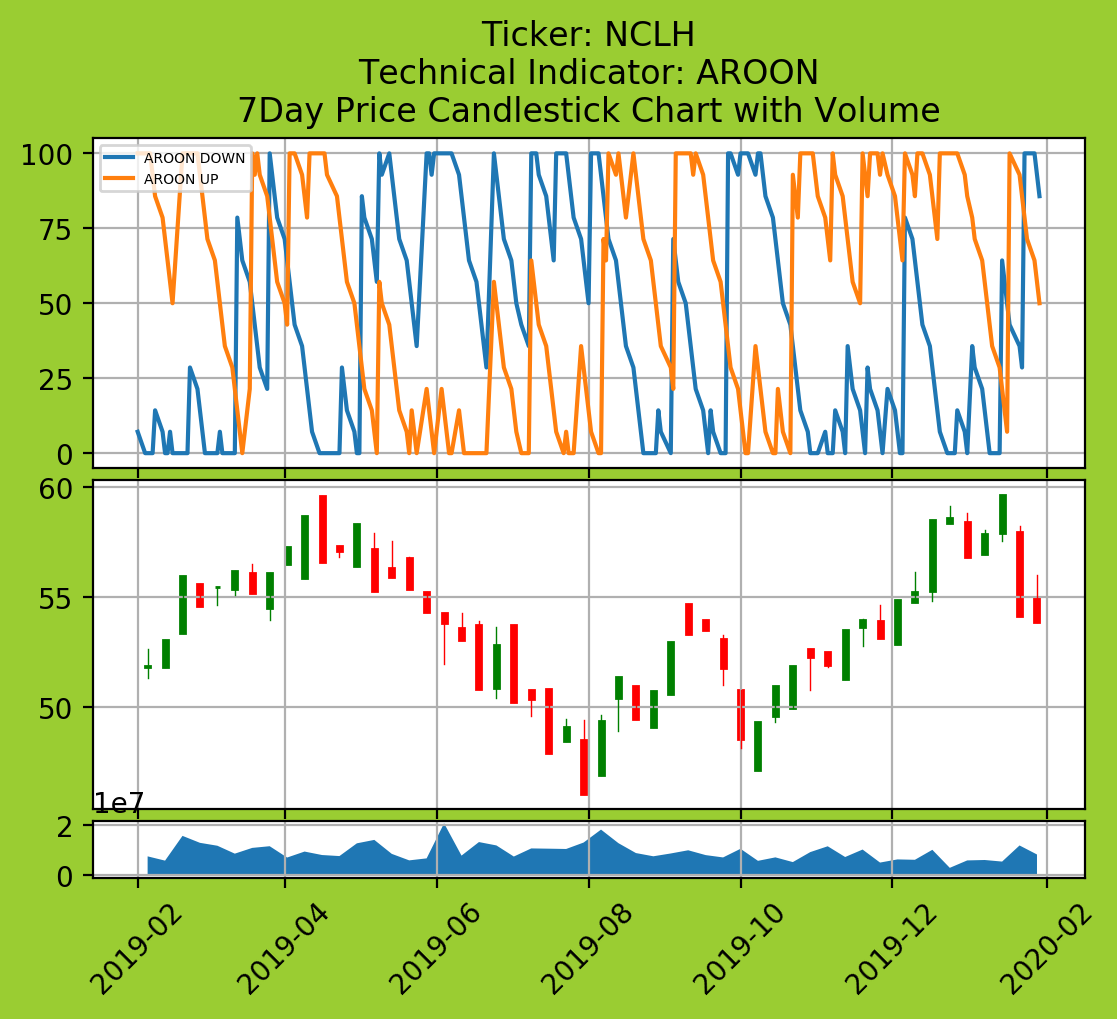 Ticker: NCLH
Technical Indicator: AROON
7Day Price Candlestick Chart with Volume
100
75
50
25
0
AROON DOWN
AROON UP
60
55
50
1e7
2
0
2019-02
2019-04
2019-06
2019-08
2019-10
2019-12
2020-02